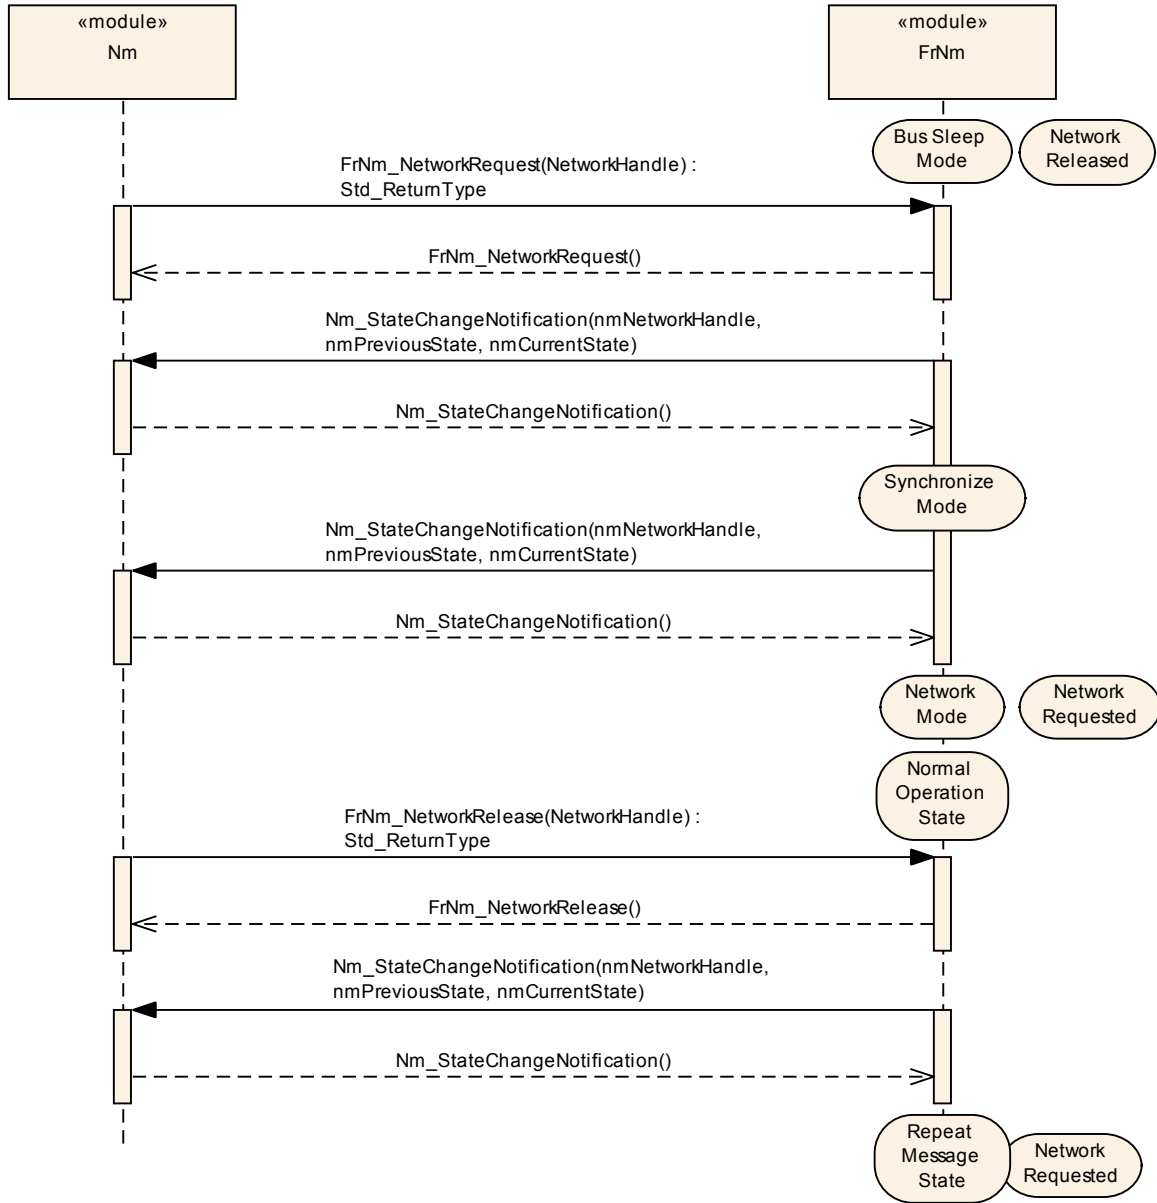 «module»
Nm
«module»
FrNm
Bus Sleep
Mode
Network
Released
FrNm_NetworkRequest(NetworkHandle) :
Std_ReturnType
FrNm_NetworkRequest()
Nm_StateChangeNotification(nmNetworkHandle,
nmPreviousState, nmCurrentState)
Nm_StateChangeNotification()
Synchronize
Mode
Nm_StateChangeNotification(nmNetworkHandle,
nmPreviousState, nmCurrentState)
Nm_StateChangeNotification()
Network
Mode
Network
Requested
Normal
Operation
State
FrNm_NetworkRelease(NetworkHandle) :
Std_ReturnType
FrNm_NetworkRelease()
Nm_StateChangeNotification(nmNetworkHandle,
nmPreviousState, nmCurrentState)
Nm_StateChangeNotification()
Repeat
Message
State
Network
Requested